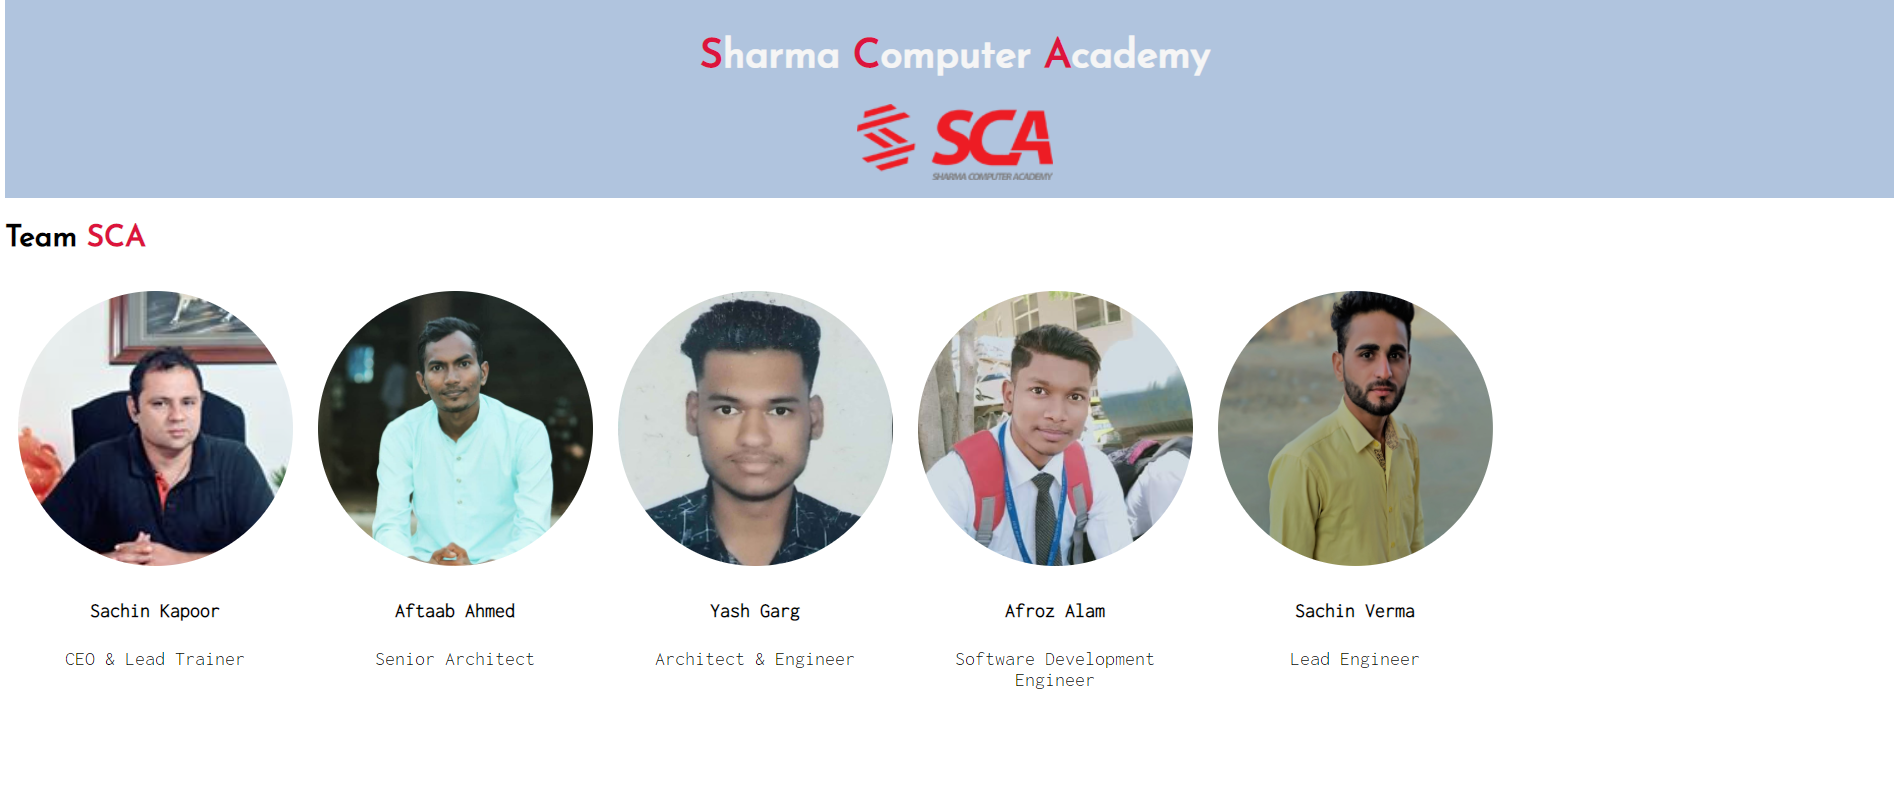 Sharma Computer Academy
SCA
SHARMA COMPUTER ACADEMY
Team SCA
Sachin Kapoor
CEO & Lead Trainer
Aftaab Ahmed
Senior Architect
Yash Garg
Architect & Engineer
Afroz Alam
Software Development
Engineer
Sachin Verma
Lead Engineer